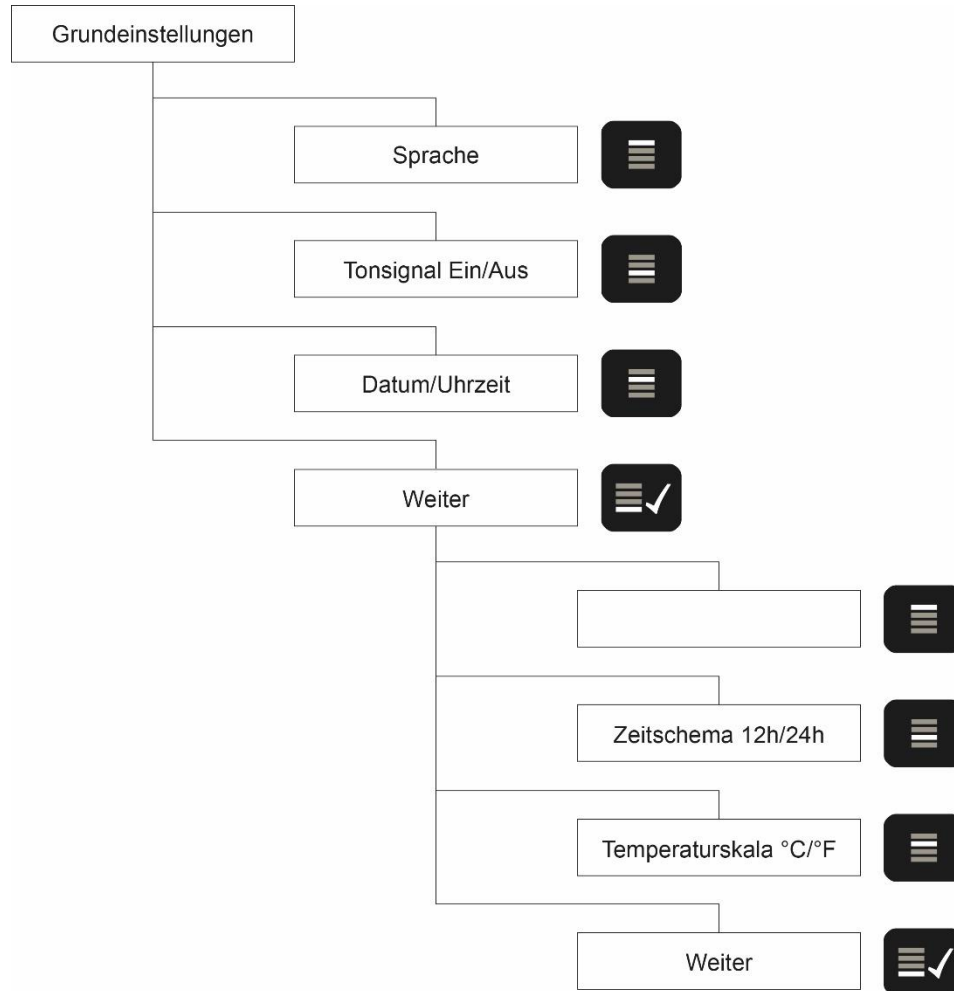 Grundeinstellungen
Sprache
Tonsignal Ein/Aus
Datum/Uhrzeit
Weiter
Zeitschema 12h/24h
Temperaturskala °C/°F
Weiter